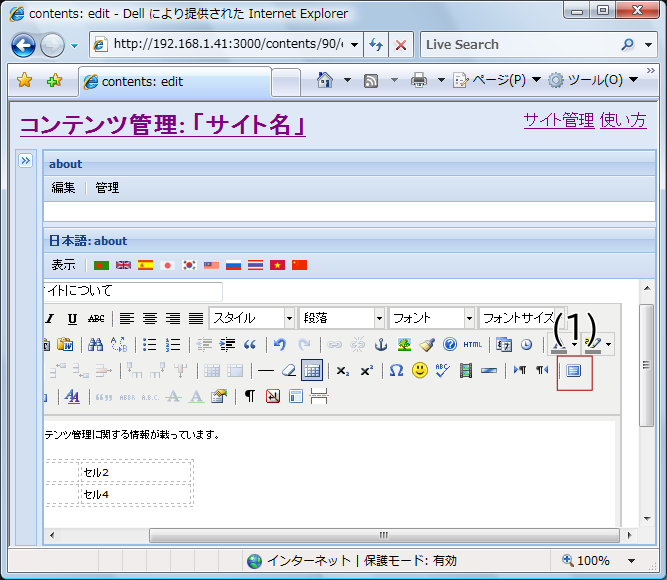 contents: edit - Dell により提供された Internet Explorer
http://192.168.1.41:3000/contents/90/e
Live Search
contents: edit
ページ(P)
ツール(O)
コンテンツ管理: 「サイト名」
サイト管理 使い方
about
編集 管理
日本語: about
表示
イトについて
I U ABC スタイル 段落 フォント フォントサイズ
(1)
HTML
ABC
ABBR A.B.C. A A
ンテンツ管理に関する情報が載っています。
セル2
セル4
インターネット | 保護モード: 有効
100%